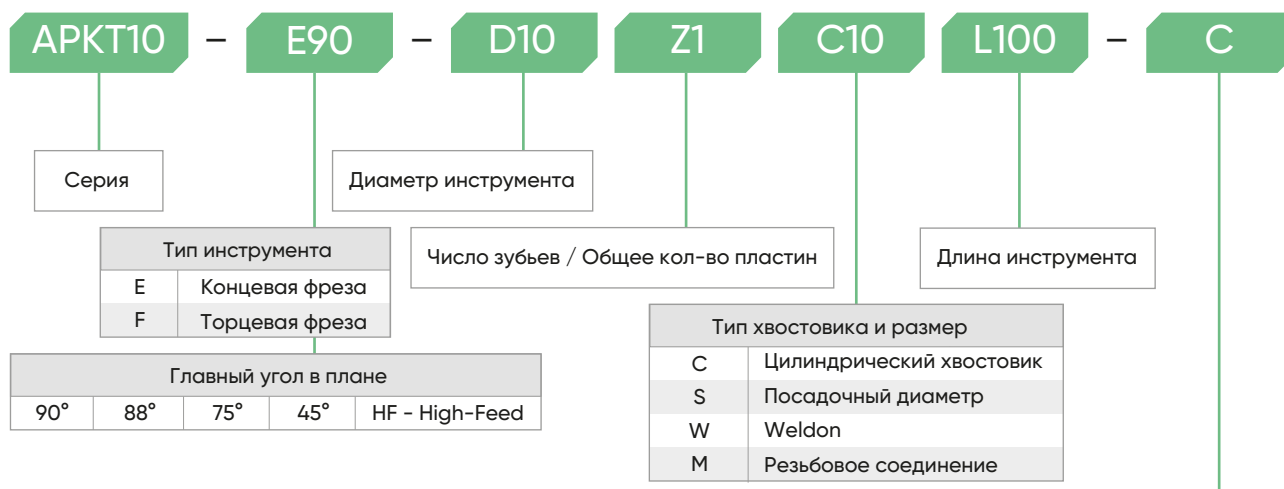 APKT10 – E90 – D10 Z1 C10 L100 – C
Серия
Диаметр инструмента
Тип инструмента
E Концевая фреза
F Торцевая фреза
Число зубьев / Общее кол-во пластин
Длина инструмента
Главный угол в плане
90° 88° 75° 45° HF - High-Feed
Тип хвостовика и размер
C Цилиндрический хвостовик
S Посадочный диаметр
W Weldon
M Резьбовое соединение